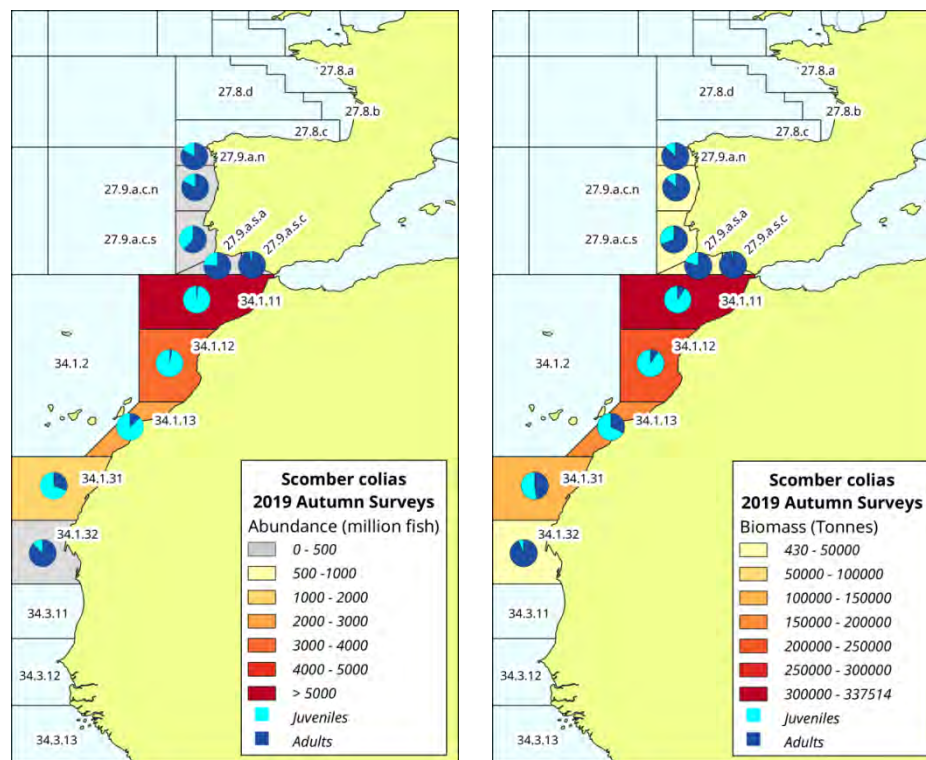 27.8.a
27.8.d
27.8.b
27.8.c
27,9.a.n
27.9.a.c.n
27.9.a.c.s
27.9.a.s.a
27.9.a.s.c
34.1.11
34.1.12
34.1.2
34.1.13
34.1.31
34.1.32
34.3.11
34.3.12
34.3.13
Scomber colias
2019 Autumn Surveys
Abundance (million fish)
0 - 500
500 -1000
1000 - 2000
2000 - 3000
3000 - 4000
4000 - 5000
> 5000
Juveniles
Adults
27.8.a
27.8.d
27.8.b
27.8.c
27,9.a.n
27.9.a.c.n
27.9.a.c.s
27.9.a.s.a
27.9.a.s.c
34.1.11
34.1.12
34.1.2
34.1.13
34.1.31
34.1.32
34.3.11
34.3.12
34.3.13
Scomber colias
2019 Autumn Surveys
Biomass (Tonnes)
430 - 50000
50000 - 100000
100000 - 150000
150000 - 200000
200000 - 250000
250000 - 300000
300000 - 337514
Juveniles
Adults